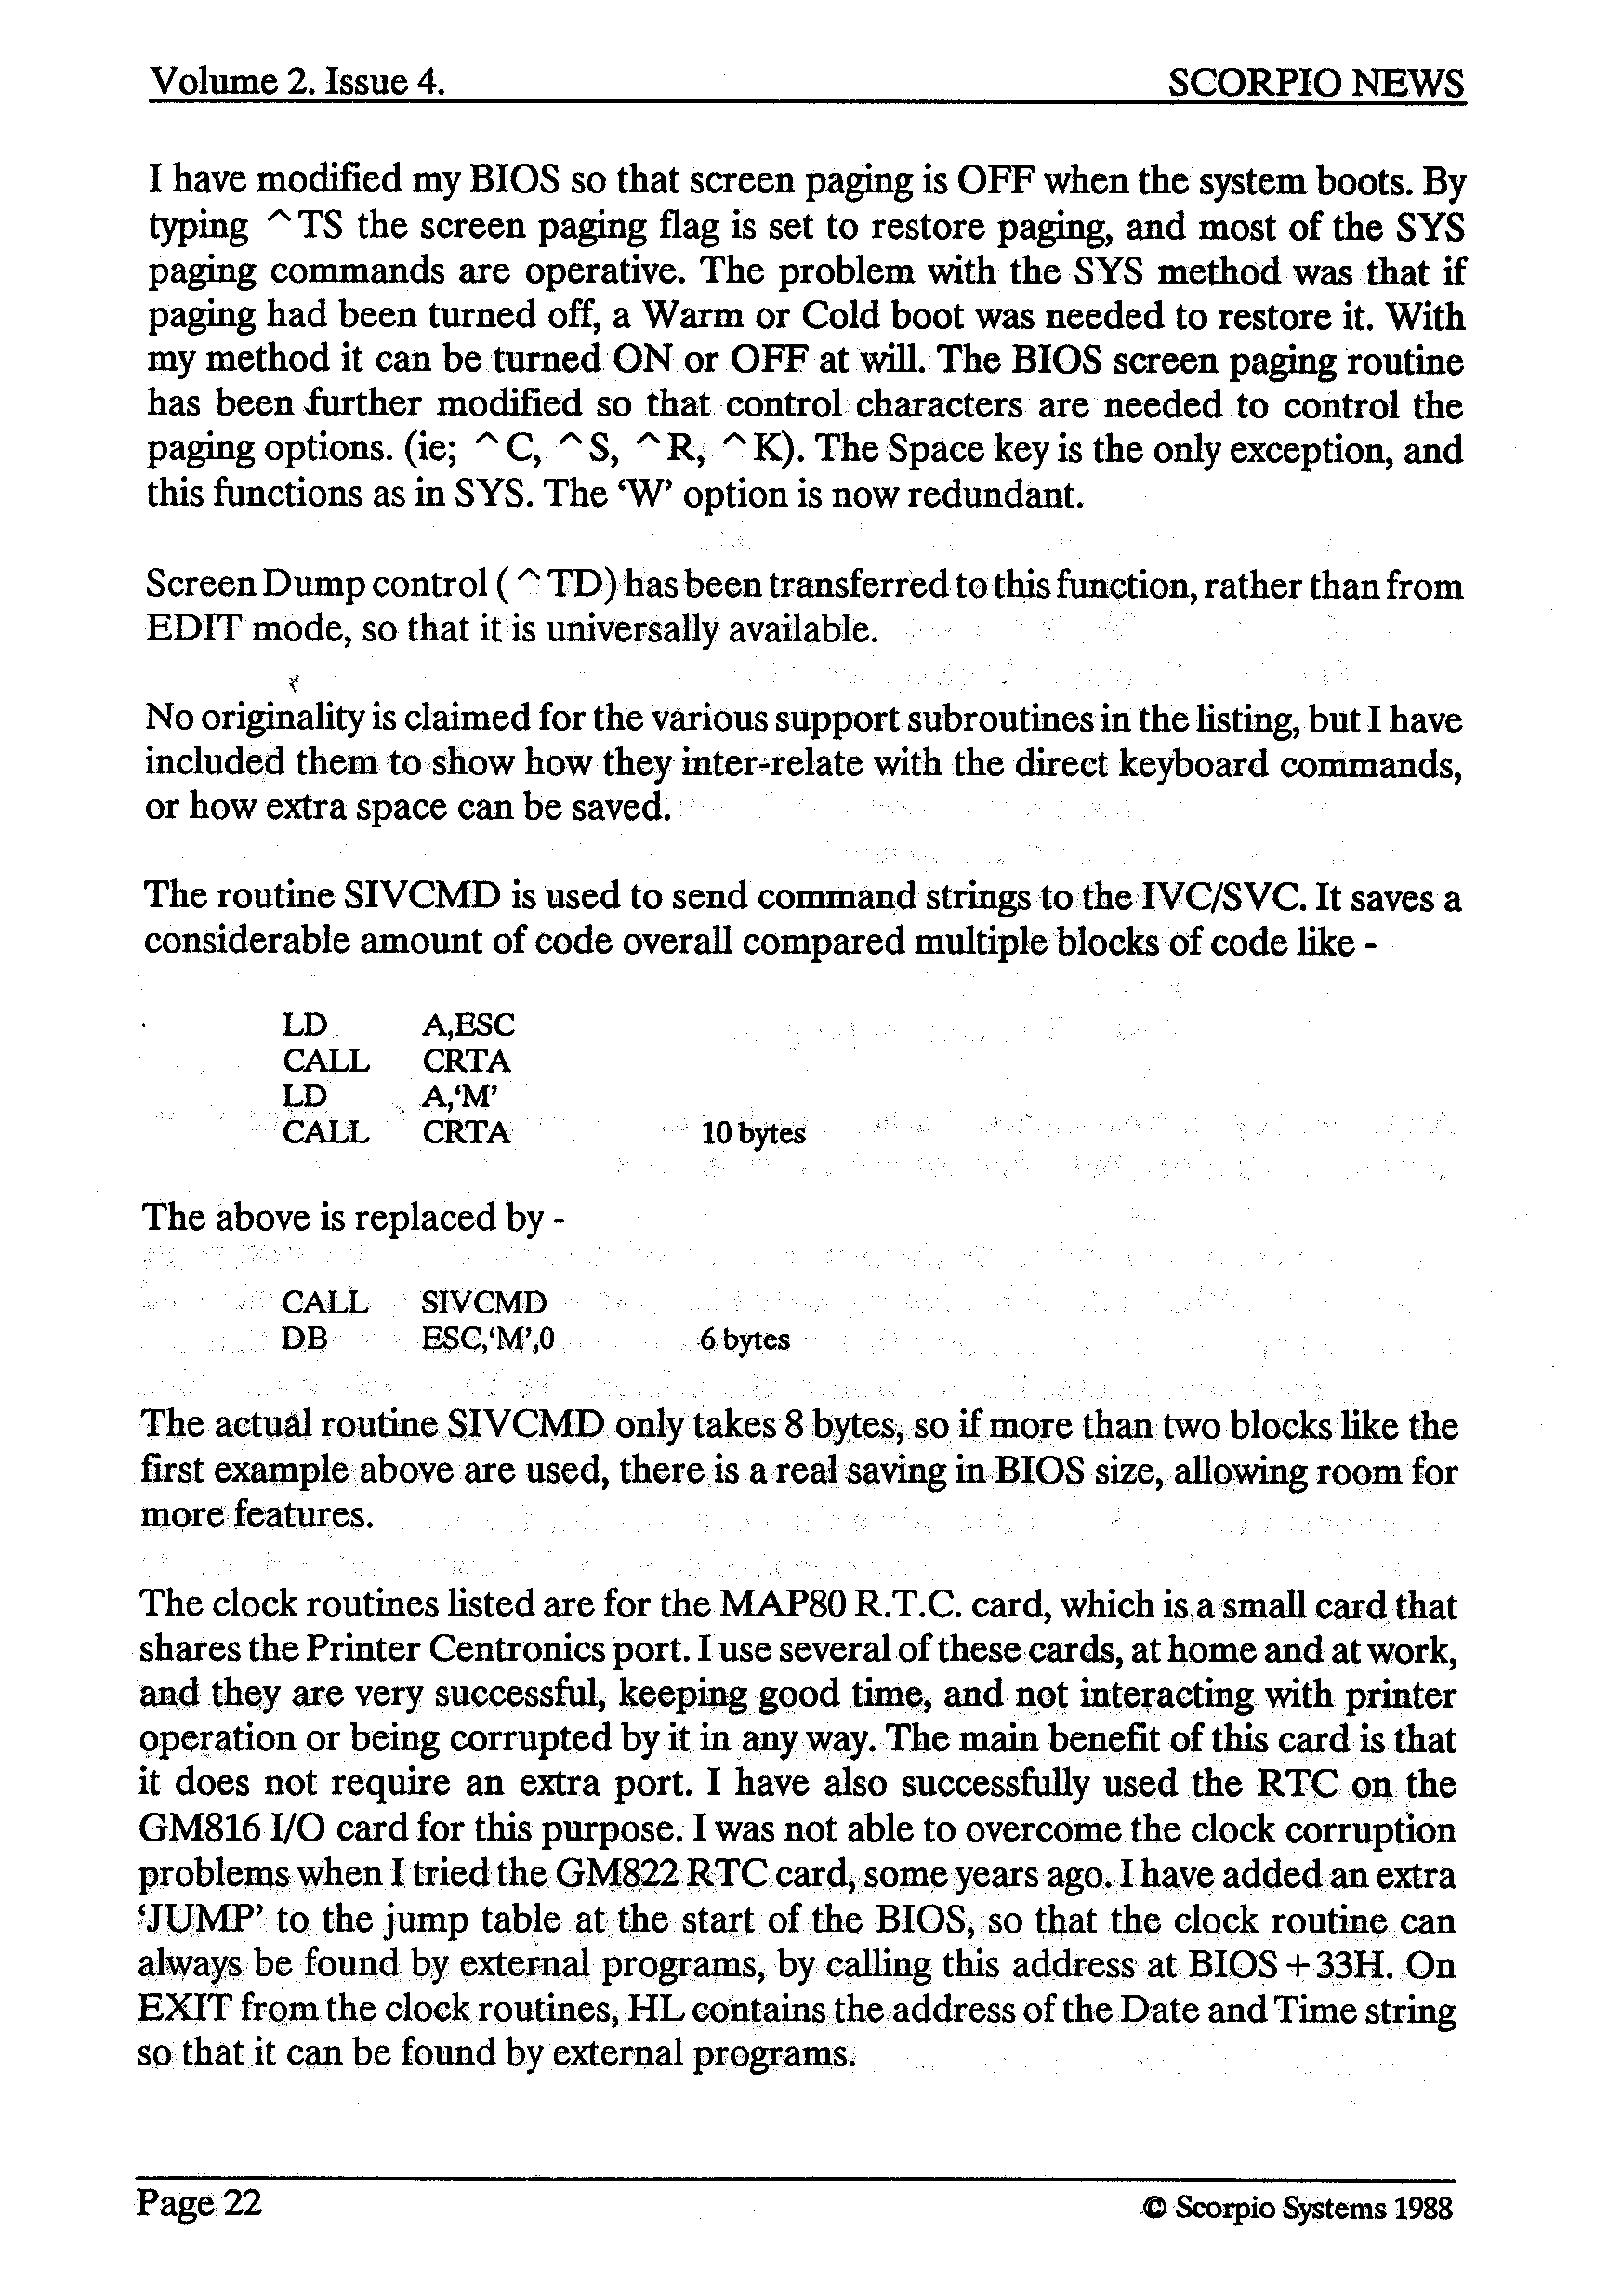 Volume 2. Issue 4. SCORPIO NEWS
I have modified my BIOS so that screen paging is OFF when the system boots. By
typing ^TS the screen paging flag is set to restore paging, and most of the SYS
paging commands are operative. The problem with the SYS method was that if
paging had been turned off, a Warm or Cold boot was needed to restore it. With
my method it can be turned ON or OFF at will. The BIOS screen paging routine
has been further modified so that control characters are needed to control the
paging options. (ie; ^C, ^S, ^R, ^K). The Space key is the only exception, and
this functions as in SYS. The ‘W’ option is now redundant.
Screen Dump control (^TD) has been transferred to this function, rather than from
EDIT mode, so that it is universally available.
No originality is claimed for the various support subroutines in the listing, but I have
included them to show how they inter-relate with the direct keyboard commands,
or how extra space can be saved.
The routine SIVCMD is used to send command strings to the IVC/SVC. It saves a
considerable amount of code overall compared multiple blocks of code like -
LD A,ESC
CALL CRTA
LD A,‘M’
CALL CRTA 10 bytes
The above is replaced by -
CALL SIVCMD
DB ESC,‘M’,0 6 bytes
The actual routine SIVCMD only takes 8 bytes, so if more than two blocks like the
first example above are used, there is a real saving in BIOS size, allowing room for
more features.
The clock routines listed are for the MAP80 R.T.C. card, which is a small card that
shares the Printer Centronics port. I use several of these cards, at home and at work,
and they are very successful, keeping good time, and not interacting with printer
operation or being corrupted by it in any way. The main benefit of this card is that
it does not require an extra port. I have also successfully used the RTC on the
GM816 I/O card for this purpose. I was not able to overcome the clock corruption
problems when I tried the GM822 RTC card, some years ago. I have added an extra
‘JUMP’ to the jump table at the start of the BIOS, so that the clock routine can
always be found by external programs, by calling this address at BIOS+33H. On
EXIT from the clock routines, HL contains the address of the Date and Time string
so that it can be found by external programs.
Page 22 © Scorpio Systems 1988